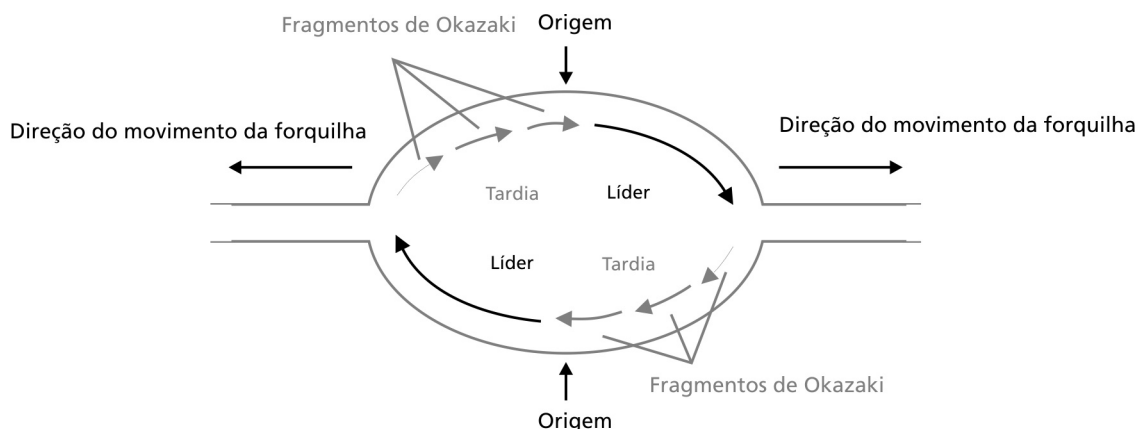 Fragmentos de Okazaki
Origem
Direção do movimento da forquilha
Direção do movimento da forquilha
Tardia
Líder
Líder
Tardia
Fragmentos de Okazaki
Origem